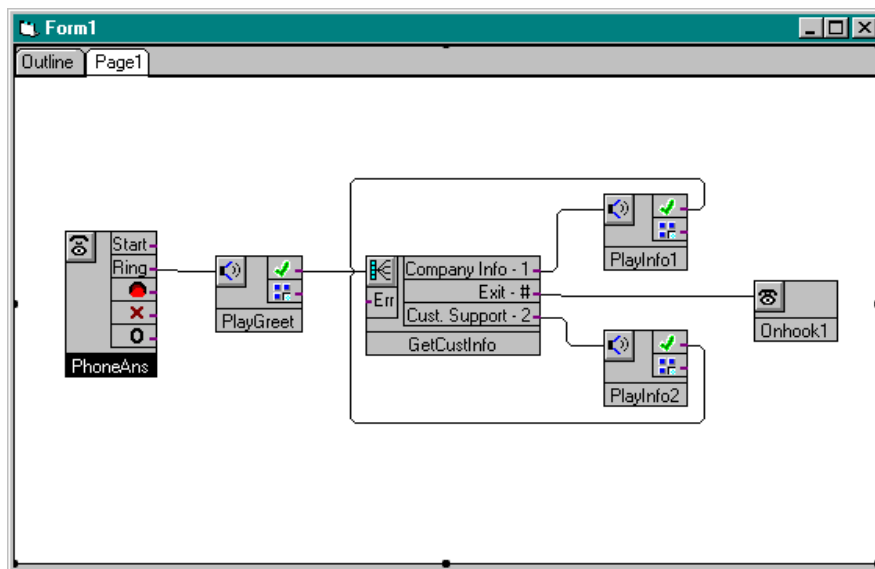 Form1
Outline
Page1
Start
Ring
X
O
PhoneAns
PlayGreet
Company Info - 1
Exit - #
Err
Cust. Support - 2
GetCustInfo
PlayInfo1
Onhook1
PlayInfo2